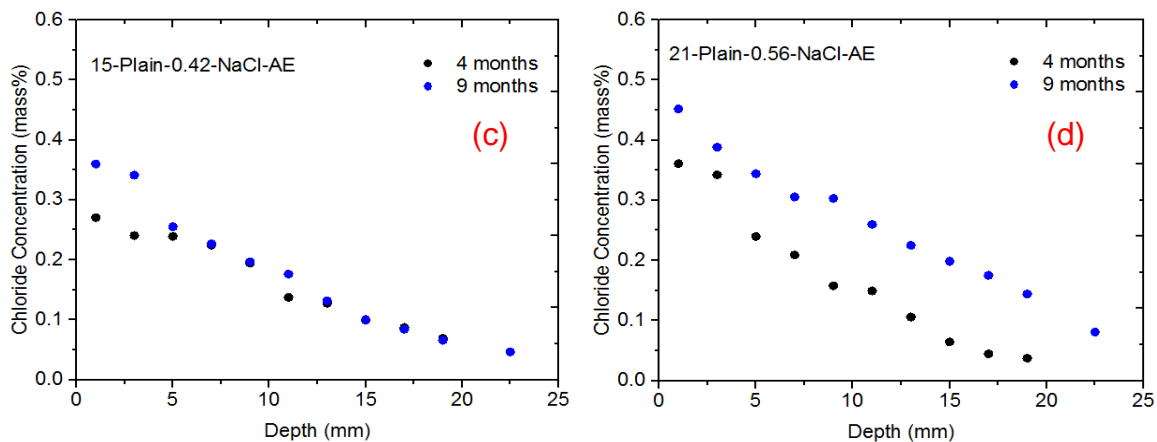 0.6
0.5
0.4
0.3
0.2
0.1
0.0
Chloride Concentration (mass%)
15-Plain-0.42-NaCl-AE
4 months
9 months
(c)
0 5 10 15 20 25
Depth (mm)
0.6
0.5
0.4
0.3
0.2
0.1
0.0
Chloride Concentration (mass%)
21-Plain-0.56-NaCl-AE
4 months
9 months
(d)
0 5 10 15 20 25
Depth (mm)